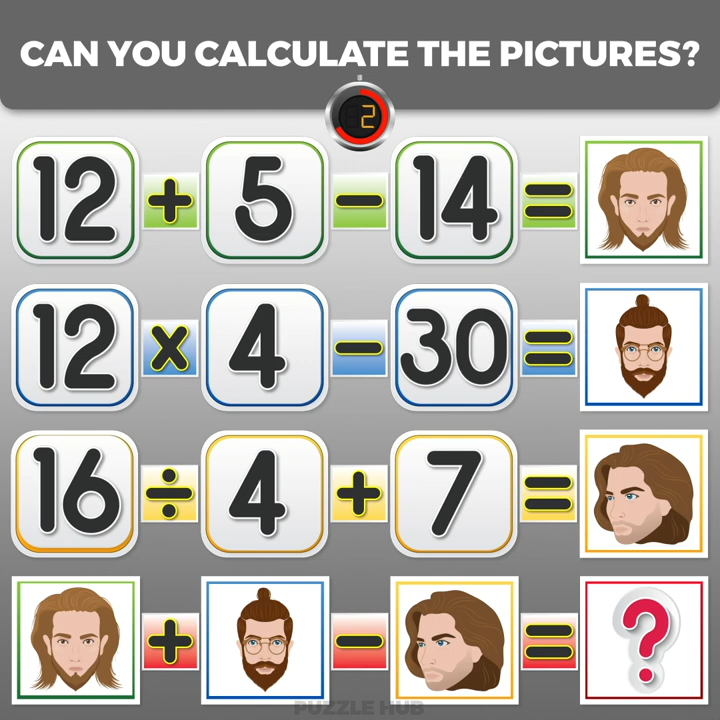 CAN YOU CALCULATE THE PICTURES?
2
12 + 5 - 14 =
12 x 4 - 30 =
16 ÷ 4 + 7 =
+ - = ?
PUZZLE HUB